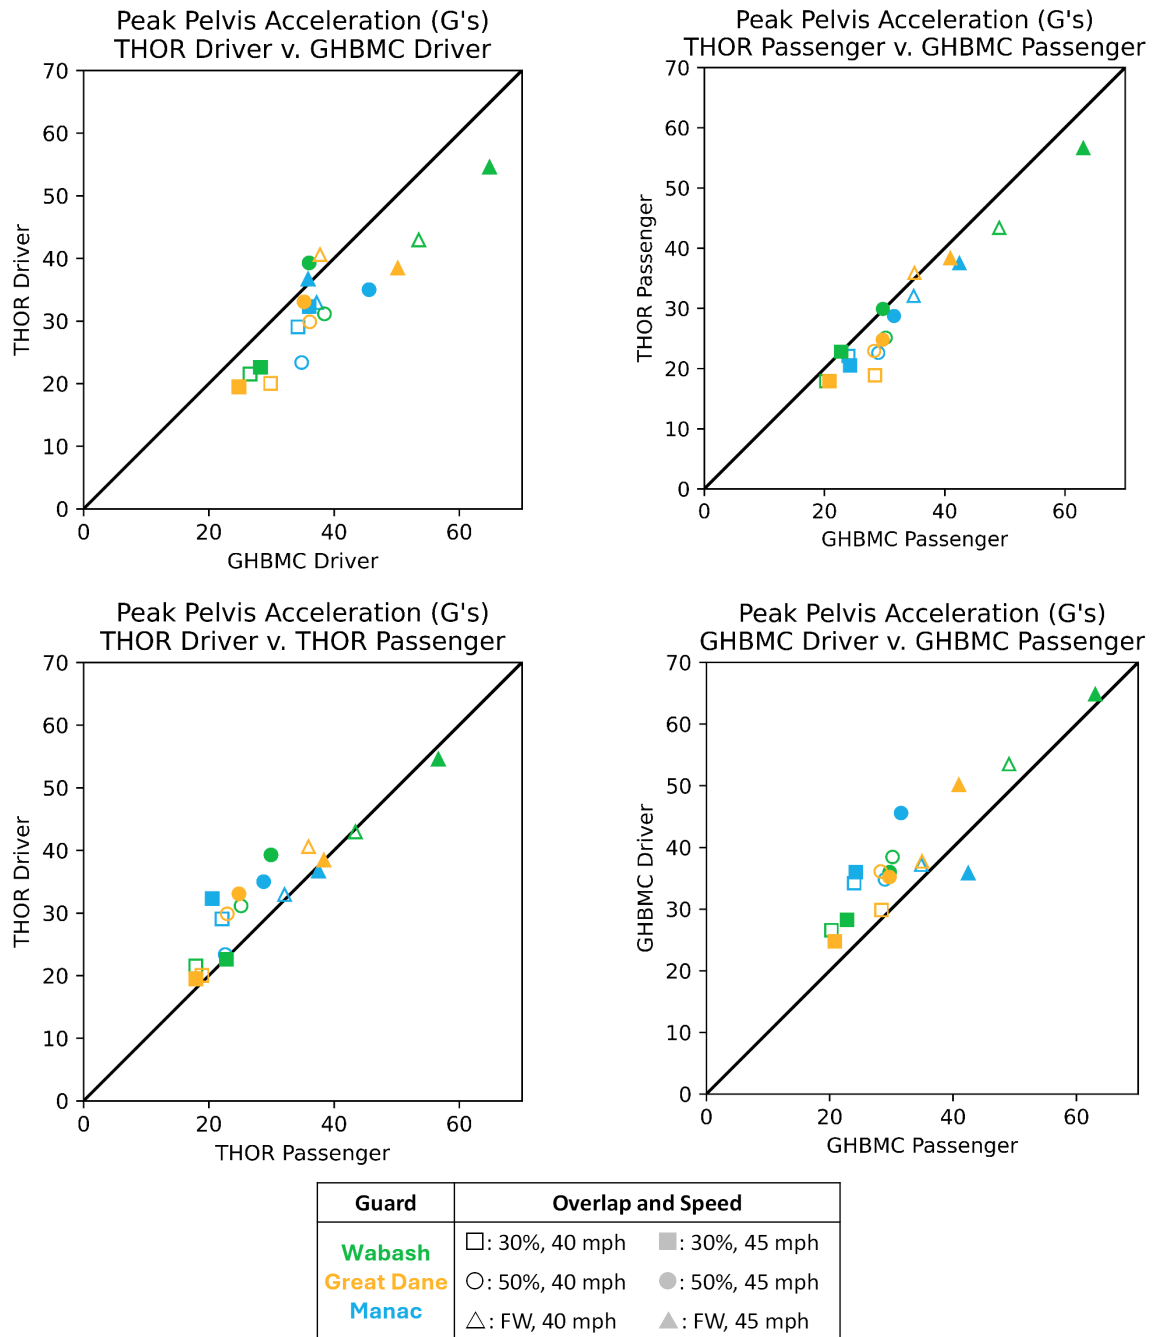 Peak Pelvis Acceleration (G's)
THOR Driver v. GHBMC Driver
70
60
50
40
30
20
10
0
THOR Driver
0 20 40 60
GHBMC Driver
Peak Pelvis Acceleration (G's)
THOR Passenger v. GHBMC Passenger
70
60
50
40
30
20
10
0
THOR Passenger
0 20 40 60
GHBMC Passenger
Peak Pelvis Acceleration (G's)
THOR Driver v. THOR Passenger
70
60
50
40
30
20
10
0
THOR Driver
0 20 40 60
THOR Passenger
Peak Pelvis Acceleration (G's)
GHBMC Driver v. GHBMC Passenger
70
60
50
40
30
20
10
0
GHBMC Driver
0 20 40 60
GHBMC Passenger
Guard Overlap and Speed
Wabash
Great Dane
Manac
: 30%, 40 mph : 30%, 45 mph
: 50%, 40 mph : 50%, 45 mph
: FW, 40 mph : FW, 45 mph